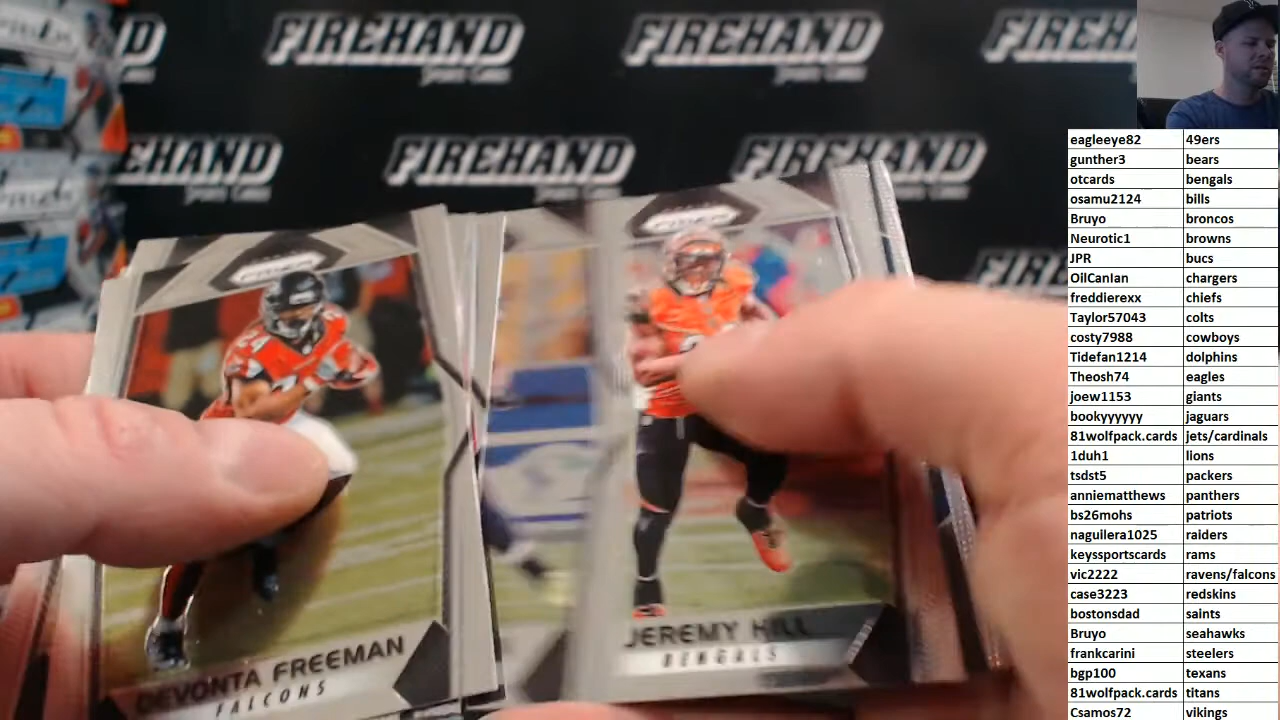 FIREHAND
FIREHAND
FIREH
HAND
FIREHAND
FIREHAND
FIRE
DEVONTA FREEMAN
FALCONS
JEREMY HILL
BENGALS
eagleeye82 49ers
gunther3 bears
otcards bengals
osamu2124 bills
Bruyo broncos
Neurotic1 browns
JPR bucs
OilCanIan chargers
freddierexx chiefs
Taylor57043 colts
costy7988 cowboys
Tidefan1214 dolphins
Theosh74 eagles
joew1153 giants
bookyyyyyy jaguars
81wolfpack.cards jets/cardinals
1duh1 lions
tsdst5 packers
anniematthews panthers
bs26mohs patriots
naguilera1025 raiders
keyssportscards rams
vic2222 ravens/falcons
case3223 redskins
bostonsdad saints
Bruyo seahawks
frankcarini steelers
bgp100 texans
81wolfpack.cards titans
Csamos72 vikings